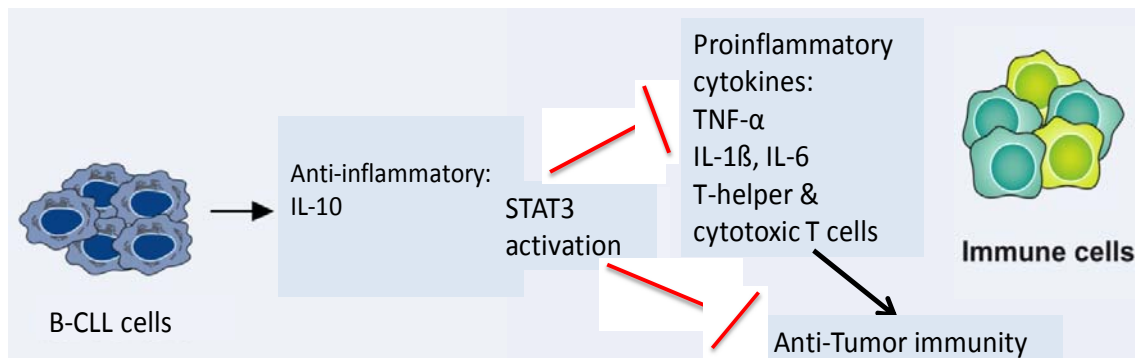 B-CLL cells
Anti-inflammatory:
IL-10
STAT3
activation
Proinflammatory
cytokines:
TNF-α
IL-1ß, IL-6
T-helper &
cytotoxic T cells
Anti-Tumor immunity
Immune cells